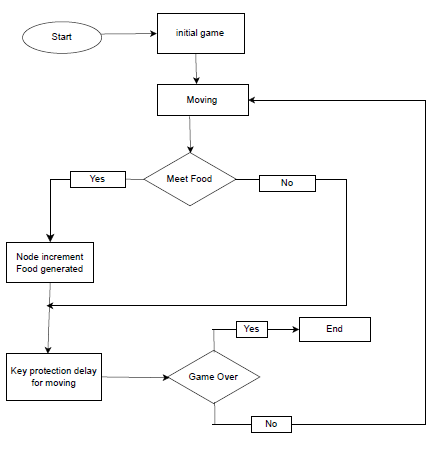 Start
initial game
Moving
Meet Food
Yes
No
Node increment
Food generated
Yes
End
Key protection delay
for moving
Game Over
No